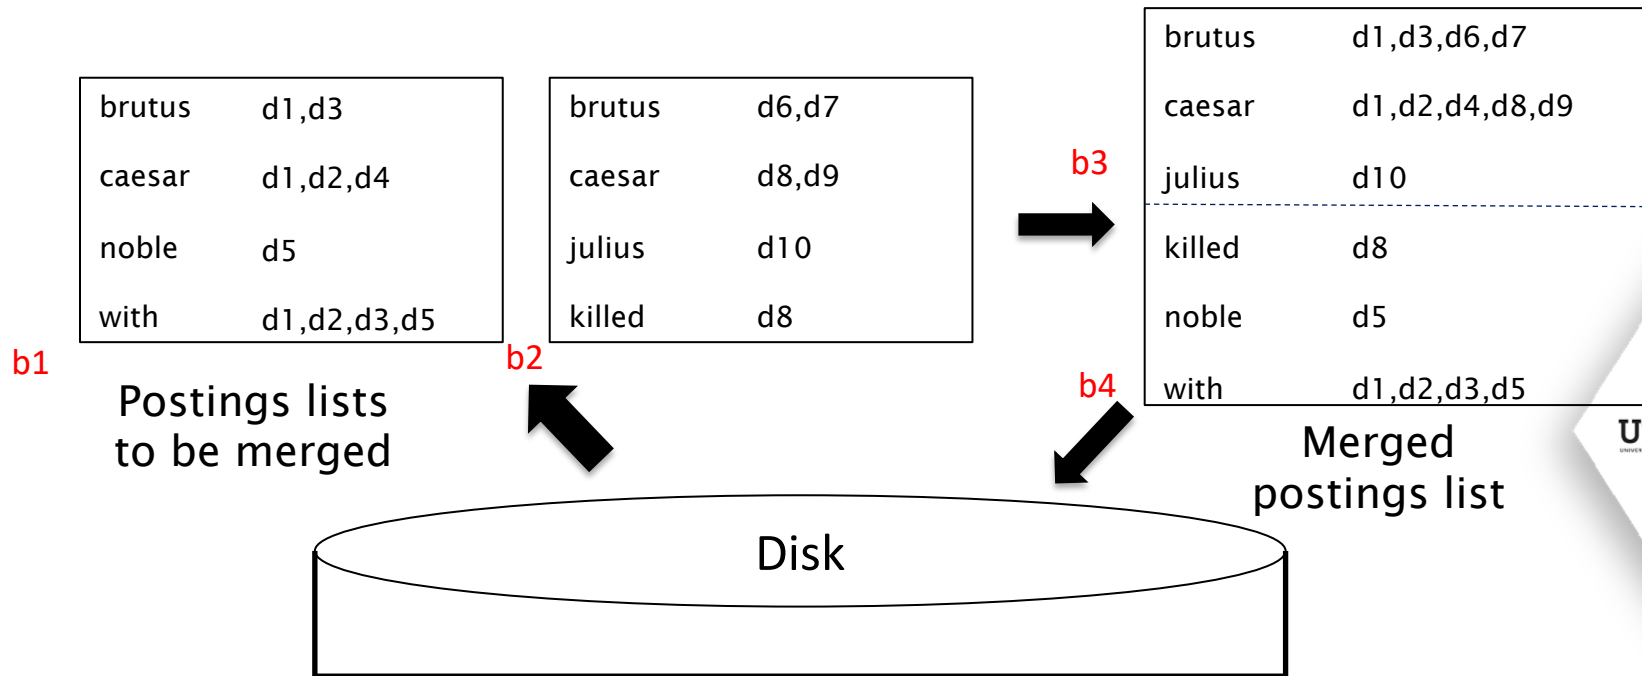 brutus d1,d3
caesar d1,d2,d4
noble d5
with d1,d2,d3,d5
b1
Postings lists
to be merged
brutus d6,d7
caesar d8,d9
julius d10
killed d8
b2
b3
brutus d1,d3,d6,d7
caesar d1,d2,d4,d8,d9
julius d10
killed d8
noble d5
with d1,d2,d3,d5
b4
Merged
postings list
Disk
U